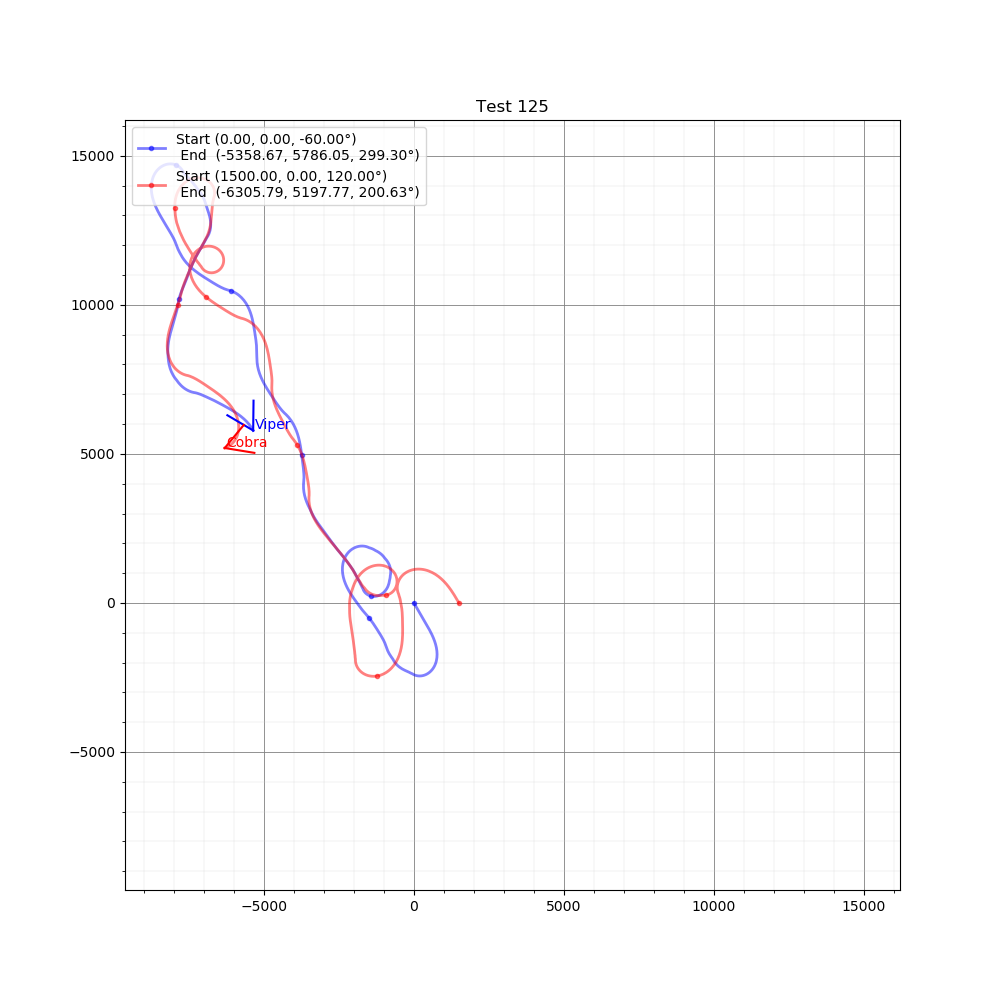 Test 125
Start (0.00, 0.00, -60.00°)
End (-5358.67, 5786.05, 299.30°)
Start (1500.00, 0.00, 120.00°)
End (-6305.79, 5197.77, 200.63°)
15000
10000
5000
0
−5000
Viper
Cobra
−5000
0
5000
10000
15000